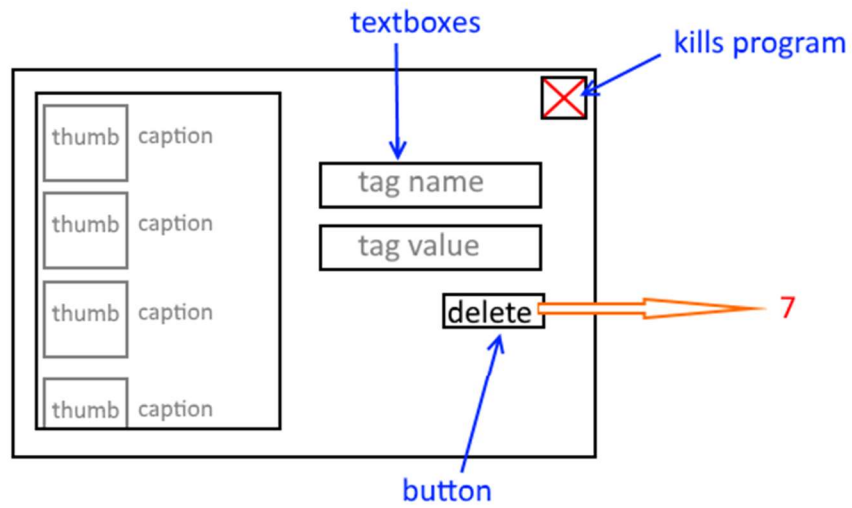 textboxes
kills program
thumb caption
tag name
thumb caption
tag value
thumb caption
delete
7
thumb caption
button